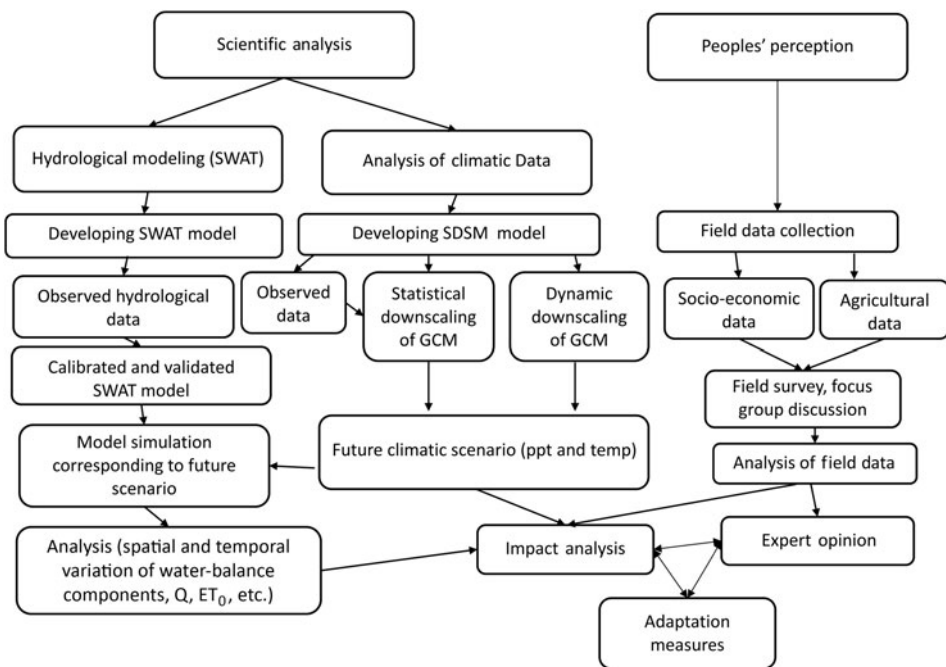 Scientific analysis
Peoples' perception
Hydrological modeling (SWAT)
Analysis of climatic Data
Developing SWAT model
Developing SDSM model
Field data collection
Observed hydrological
data
Observed
data
Statistical
downscaling
of GCM
Dynamic
downscaling
of GCM
Socio-economic
data
Agricultural
data
Calibrated and validated
SWAT model
Field survey, focus
group discussion
Model simulation
corresponding to future
scenario
Future climatic scenario (ppt and temp)
Analysis of field data
Analysis (spatial and temporal
variation of water-balance
components, Q, ET₀, etc.)
Impact analysis
Expert opinion
Adaptation
measures